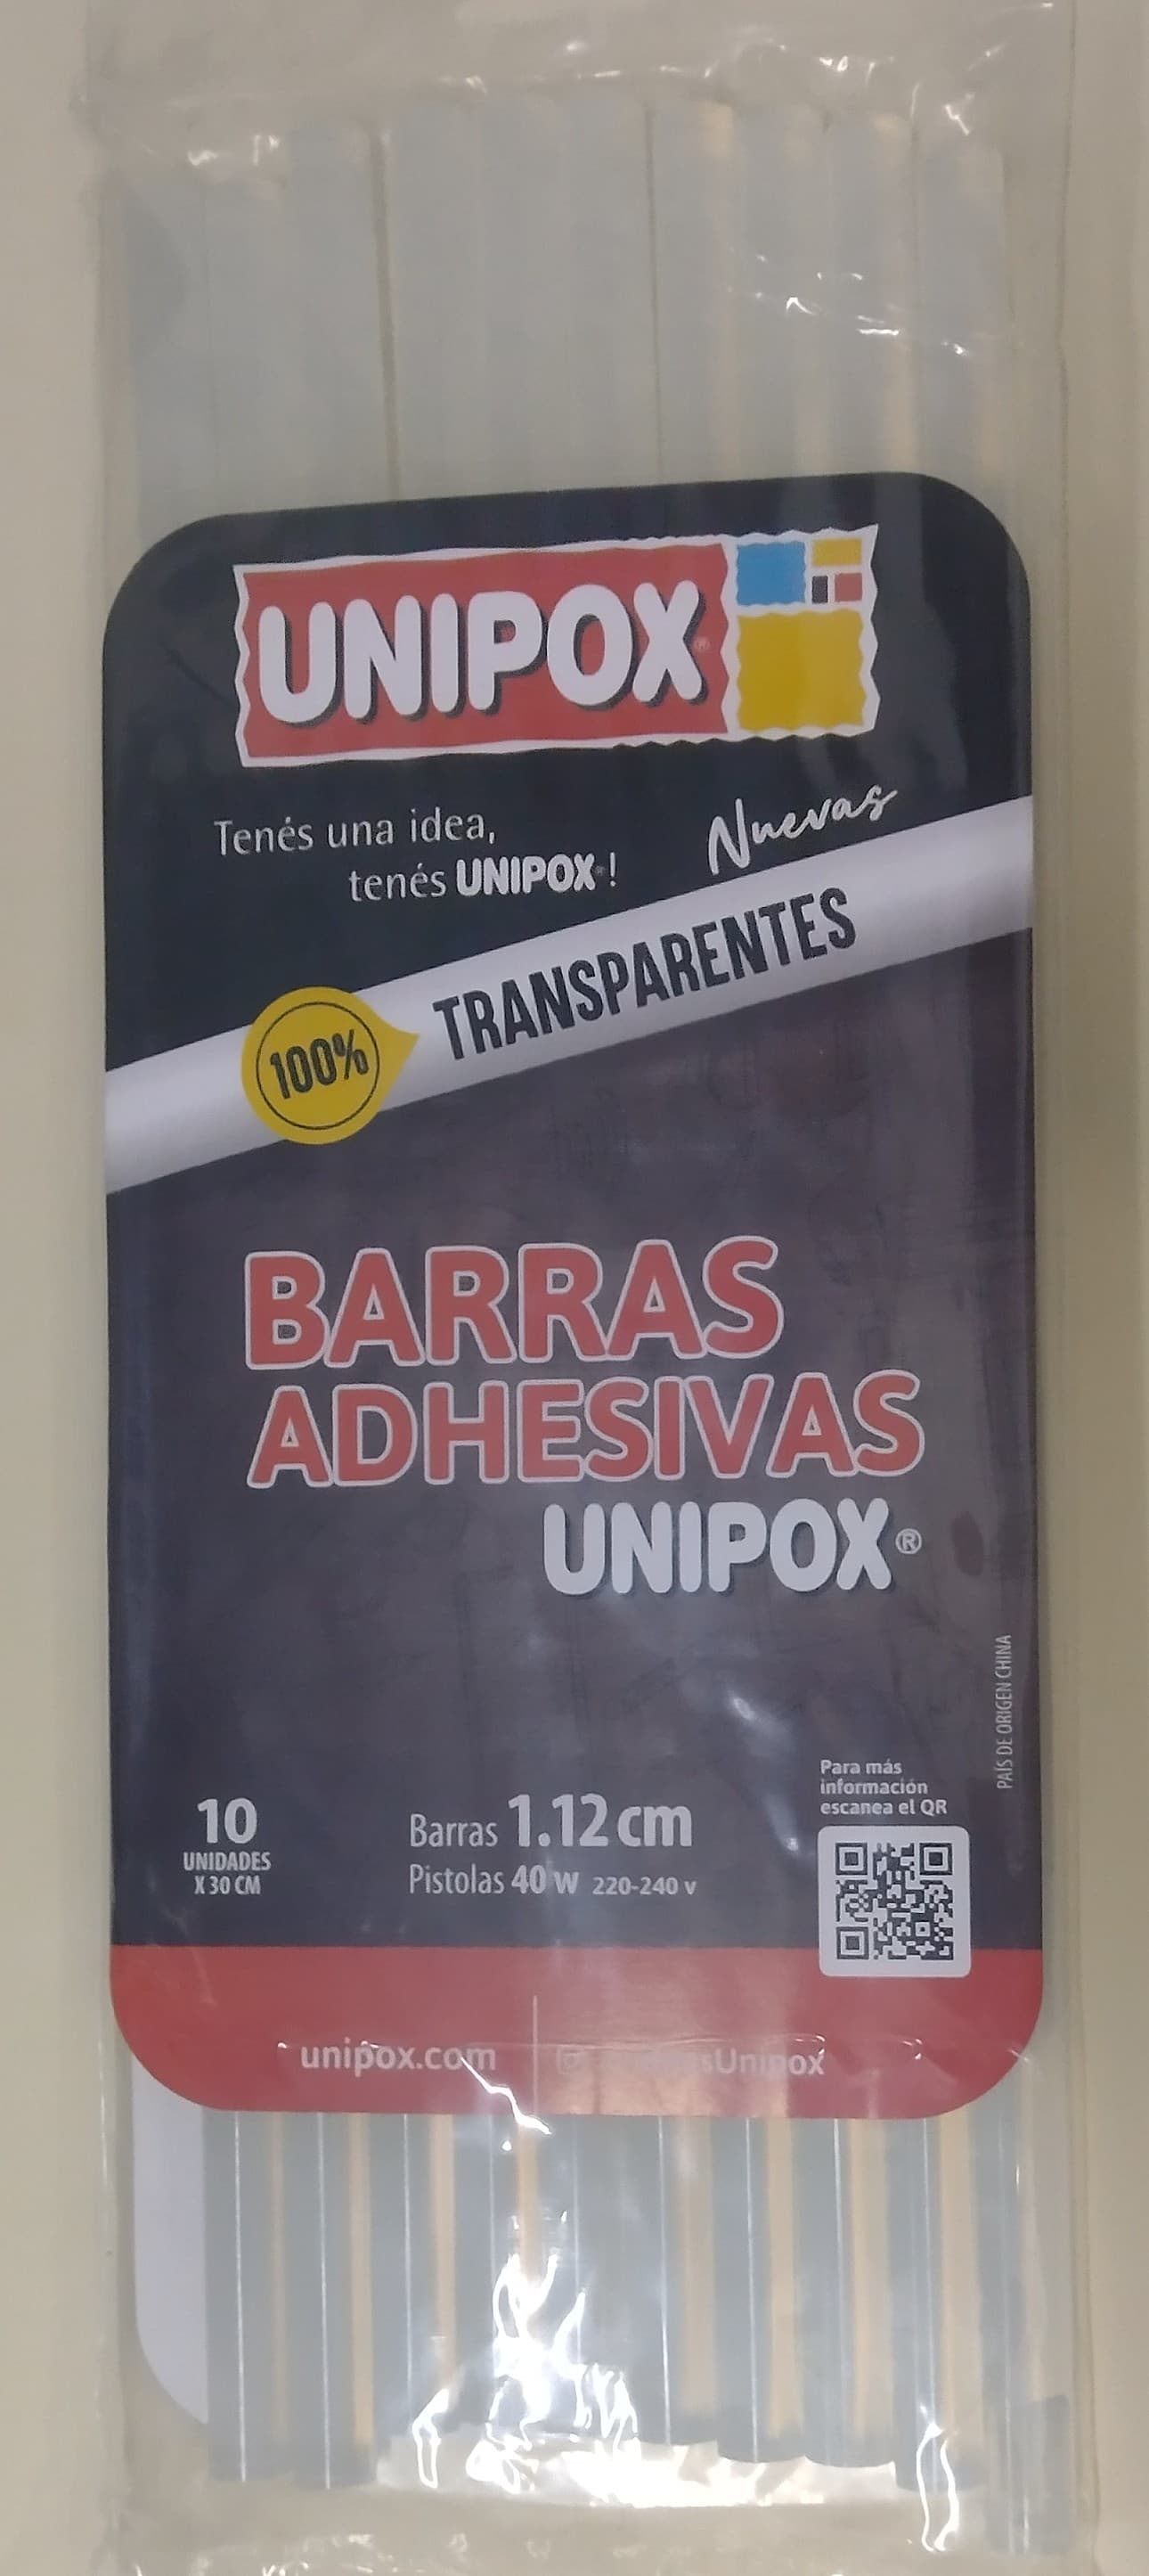 UNIPOX®
Tenés una idea,
tenés UNIPOX®!
Nuevas
100%
TRANSPARENTES
BARRAS
ADHESIVAS
UNIPOX®
PAÍS DE ORIGEN CHINA
10
UNIDADES
X 30 CM
Barras 1.12 cm
Pistolas 40 W 220-240 v
Para más
información
escanea el QR
unipox.com